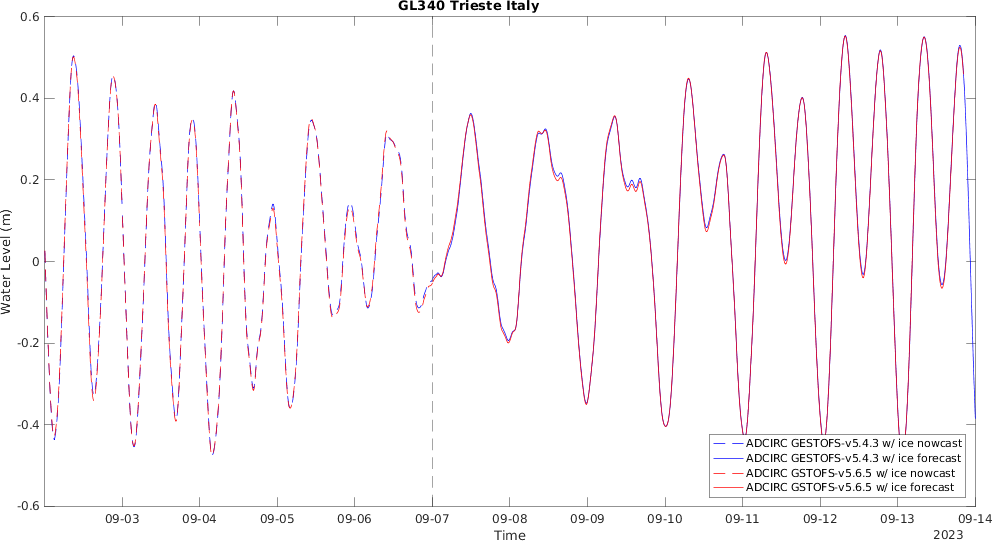 GL340 Trieste Italy
0.6
0.4
0.2
0
-0.2
-0.4
-0.6
Water Level (m)
ADCIRC GESTOFS-v5.4.3 w/ ice nowcast
ADCIRC GESTOFS-v5.4.3 w/ ice forecast
ADCIRC GSTOFS-v5.6.5 w/ ice nowcast
ADCIRC GSTOFS-v5.6.5 w/ ice forecast
09-03 09-04 09-05 09-06 09-07 09-08 09-09 09-10 09-11 09-12 09-13 09-14
Time
2023